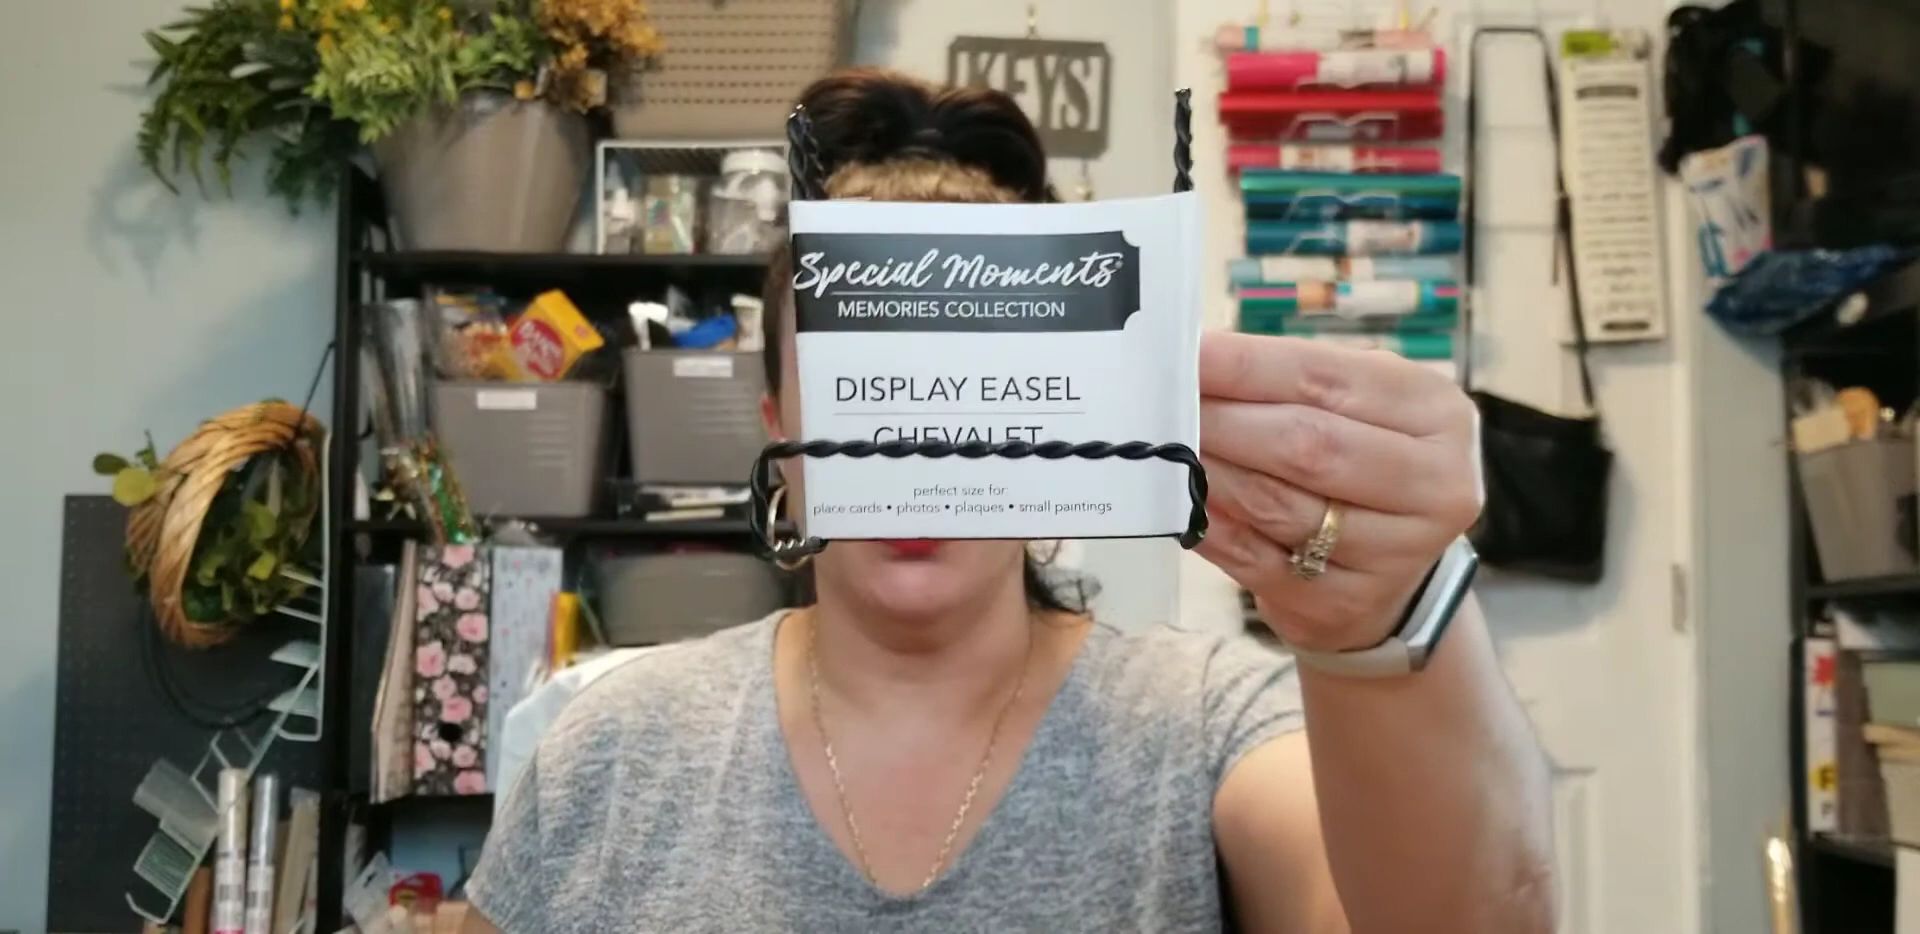 KEYS
Special Moments®
MEMORIES COLLECTION
DISPLAY EASEL
CHEVALET
perfect size for:
place cards • photos • plaques • small paintings